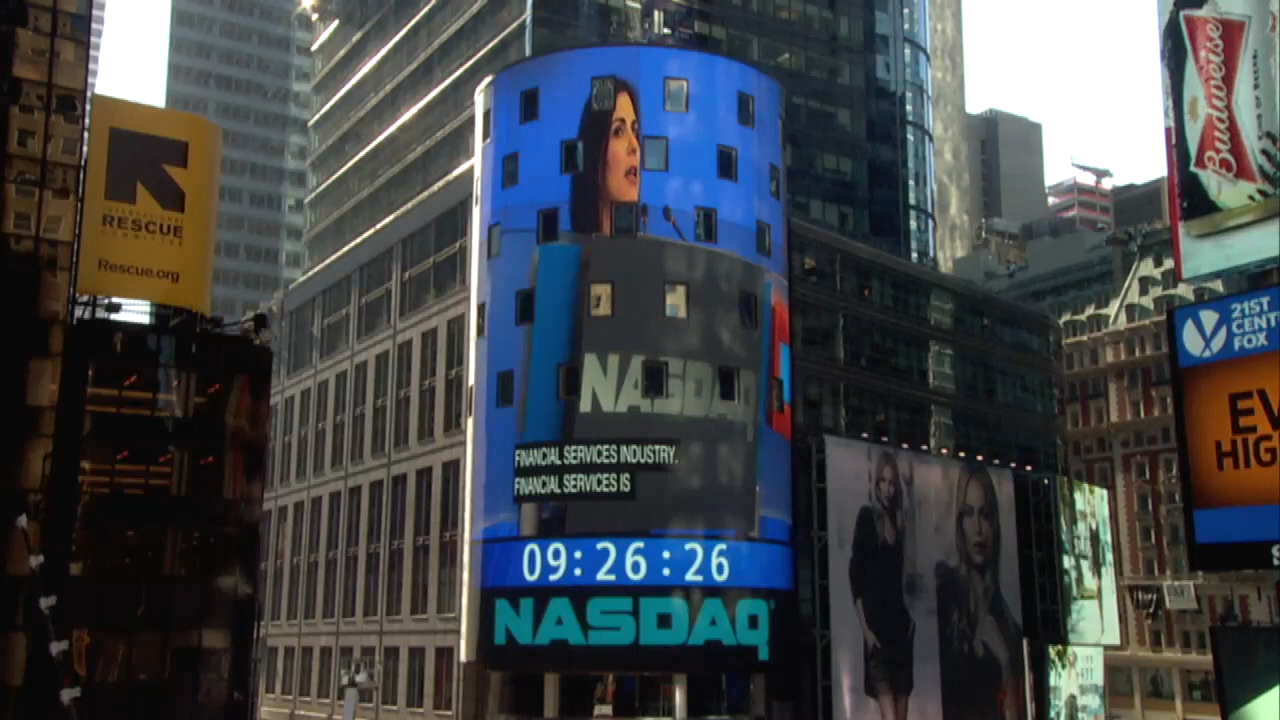 INTERNATIONAL
RESCUE
COMMITTEE
Rescue.org
NASDAQ
FINANCIAL SERVICES INDUSTRY.
FINANCIAL SERVICES IS
09:26:26
NASDAQ
Budweiser
21ST
CENT
FOX
EV
HIG